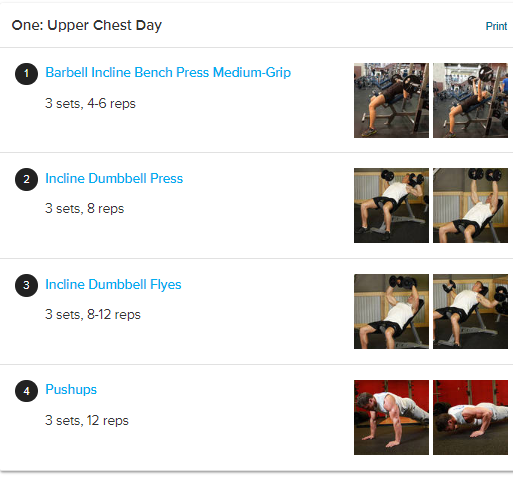 One: Upper Chest Day
Print
1
Barbell Incline Bench Press Medium-Grip
3 sets, 4-6 reps
2
Incline Dumbbell Press
3 sets, 8 reps
3
Incline Dumbbell Flyes
3 sets, 8-12 reps
4
Pushups
3 sets, 12 reps